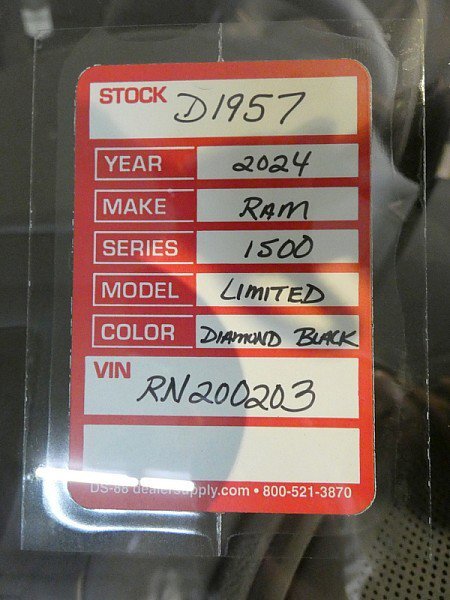 STOCK D1957
YEAR 2024
MAKE RAM
SERIES 1500
MODEL LIMITED
COLOR DIAMOND BLACK
VIN
RN200203
DS-88 dealersupply.com • 800-521-3870